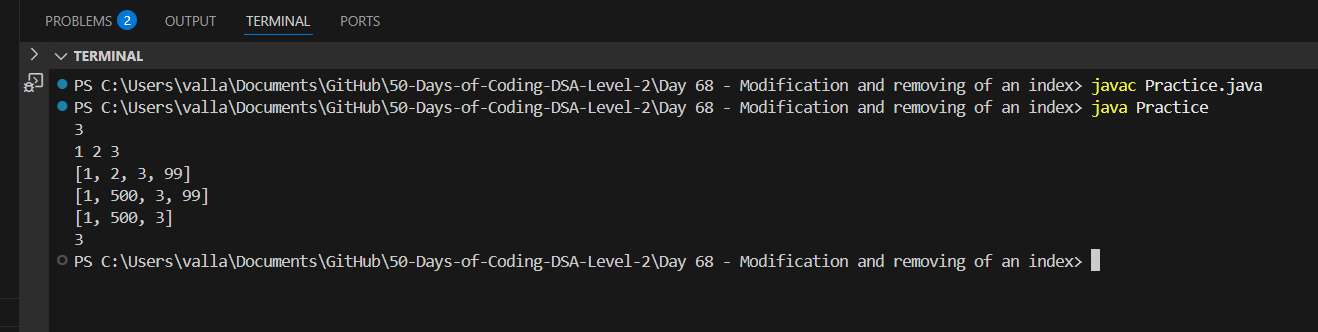 PROBLEMS 2 OUTPUT TERMINAL PORTS
TERMINAL
PS C:\Users\valla\Documents\GitHub\50-Days-of-Coding-DSA-Level-2\Day 68 - Modification and removing of an index> javac Practice.java
PS C:\Users\valla\Documents\GitHub\50-Days-of-Coding-DSA-Level-2\Day 68 - Modification and removing of an index> java Practice
3
1 2 3
[1, 2, 3, 99]
[1, 500, 3, 99]
[1, 500, 3]
3
PS C:\Users\valla\Documents\GitHub\50-Days-of-Coding-DSA-Level-2\Day 68 - Modification and removing of an index>